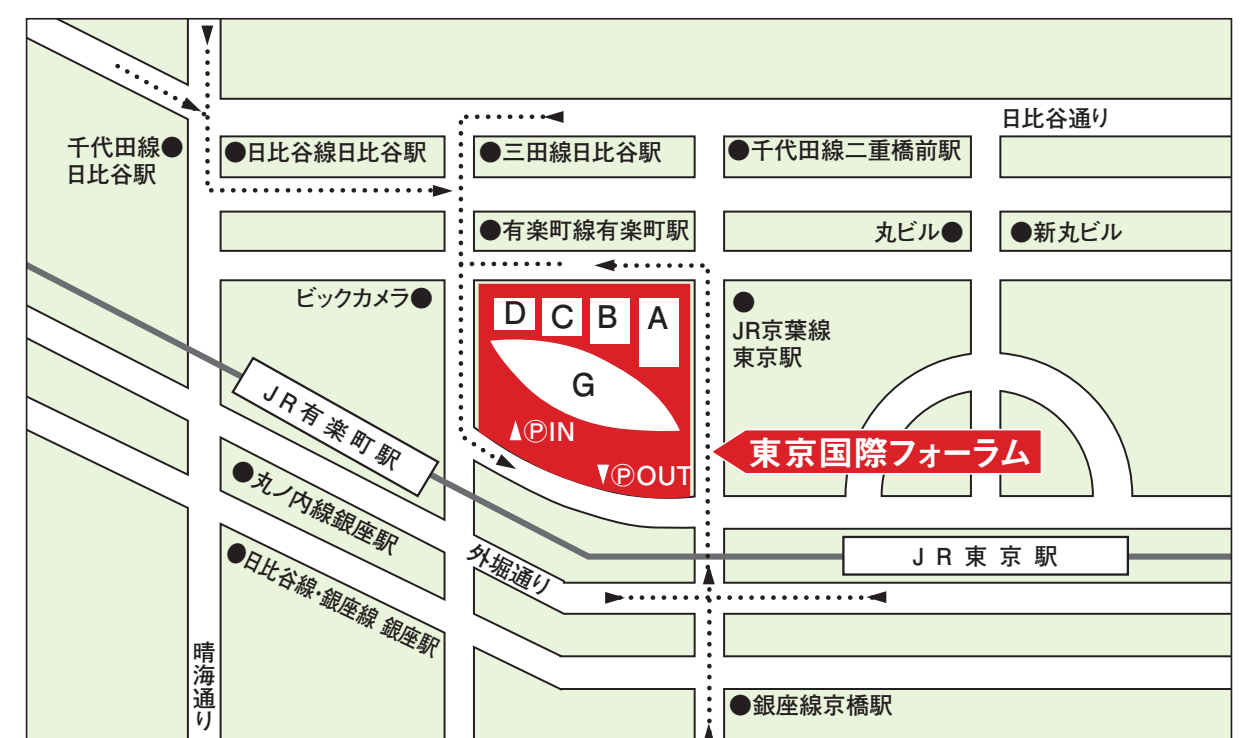 日比谷通り
千代田線
日比谷駅
日比谷線日比谷駅
三田線日比谷駅
千代田線二重橋前駅
有楽町線有楽町駅
丸ビル
新丸ビル
ビックカメラ
D C B A
G
ⓅIN
ⓅOUT
JR京葉線
東京駅
東京国際フォーラム
JR有楽町駅
丸ノ内線銀座駅
日比谷線・銀座線 銀座駅
外堀通り
JR東京駅
晴海通り
銀座線京橋駅